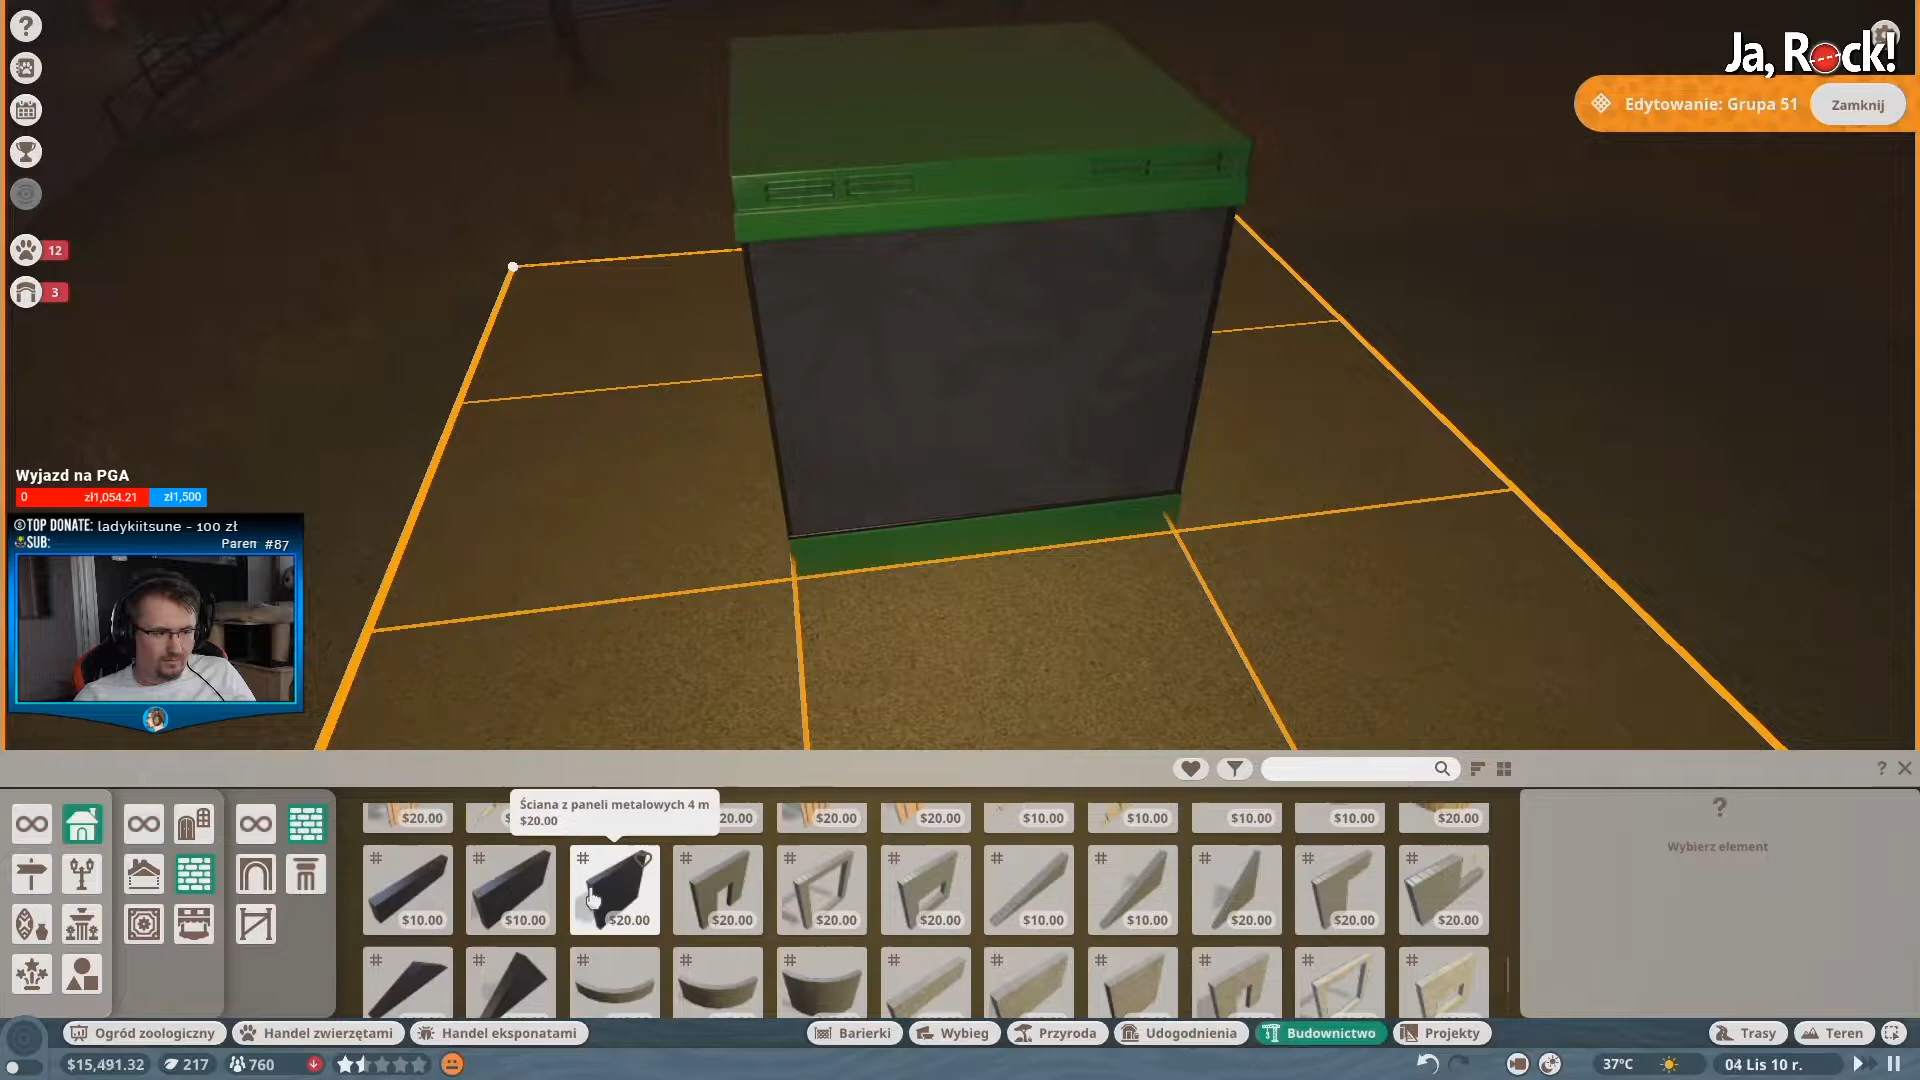 Ja, Rock!
Edytowanie: Grupa 51
Zamknij
12
3
Wyjazd na PGA
0
zł1,054.21
zł1,500
TOP DONATE: ladykiitsune - 100 zł
SUB:
Paren #87
Ściana z paneli metalowych 4 m
$20.00
$20.00
20.00
$20.00
$20.00
$10.00
$10.00
$10.00
$10.00
$20.00
Wybierz element
$10.00
$10.00
$20.00
$20.00
$20.00
$20.00
$10.00
$10.00
$20.00
$20.00
$20.00
Ogród zoologiczny
Handel zwierzętami
Handel eksponatami
Barierki
Wybieg
Przyroda
Udogodnienia
Budownictwo
Projekty
Trasy
Teren
$15,491.32
217
760
37°C
04 Lis 10 r.